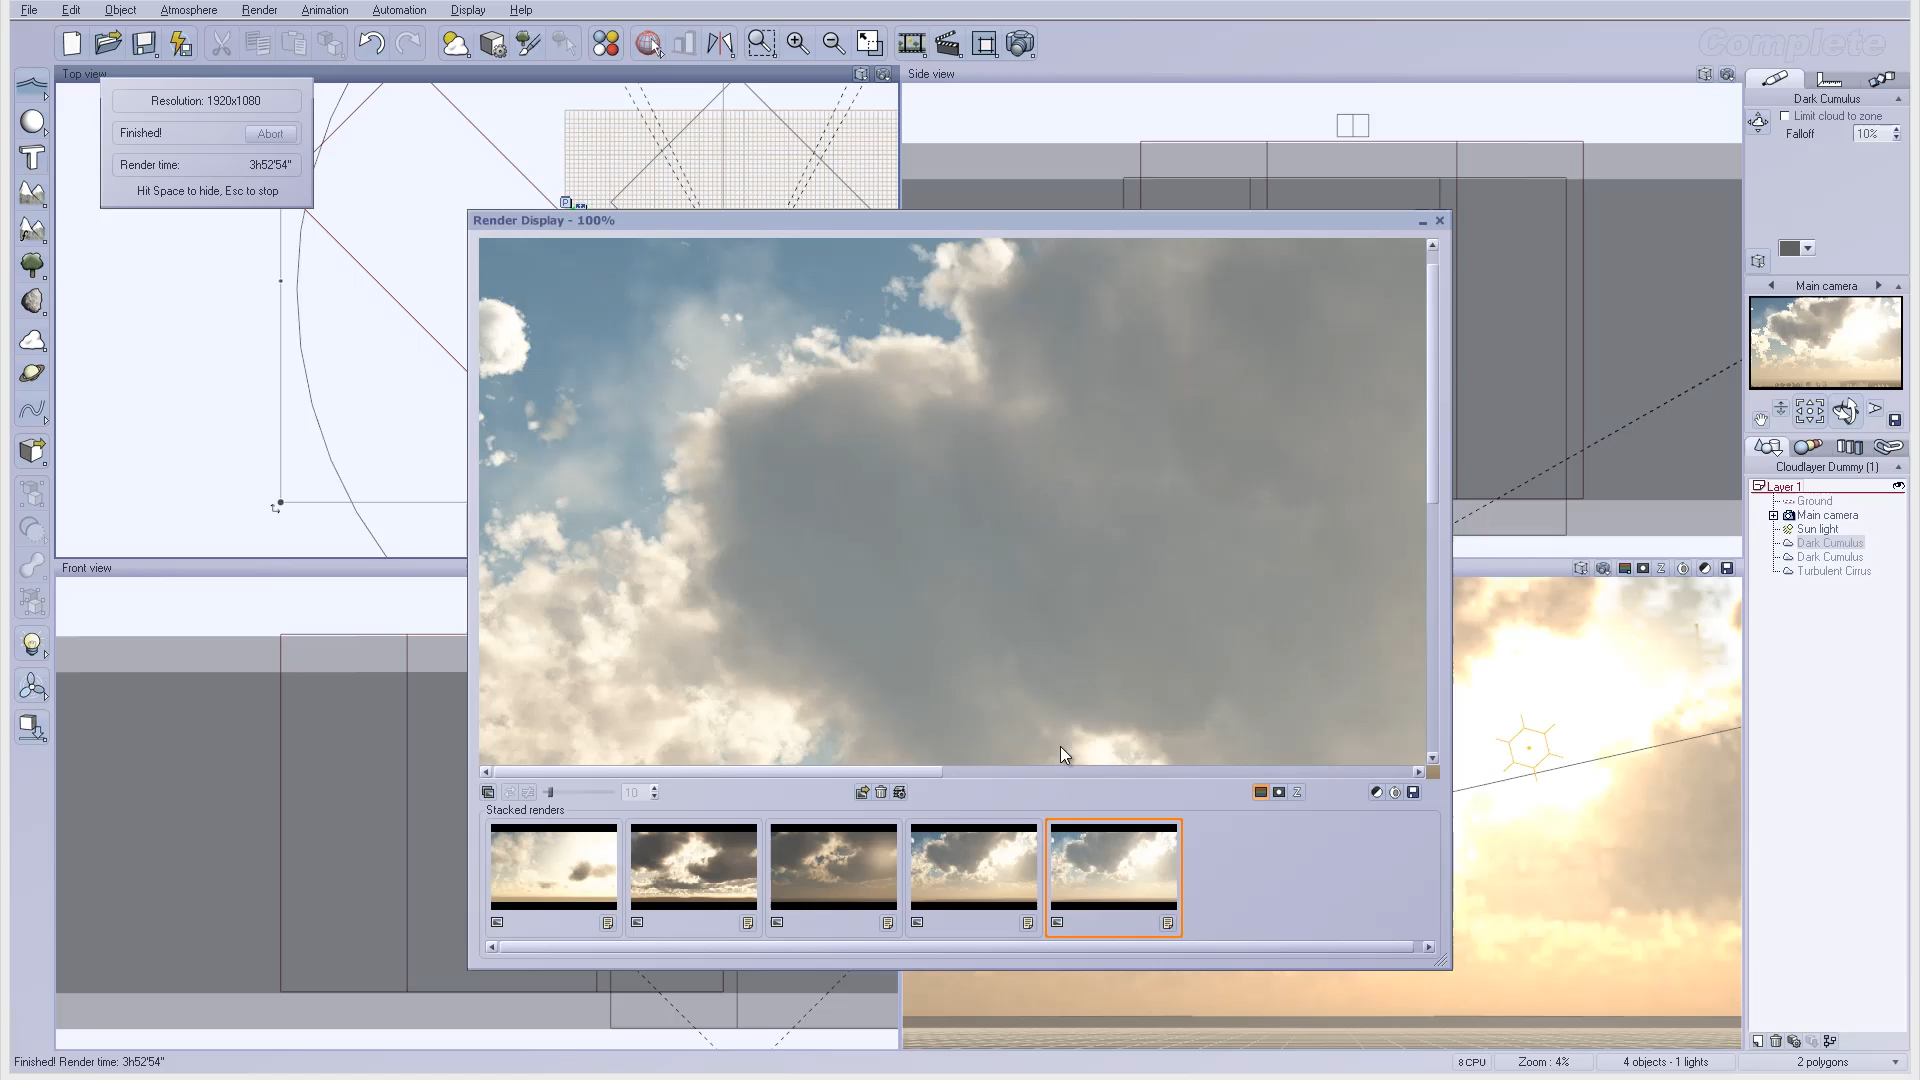 File Edit Object Atmosphere Render Animation Automation Display Help
Complete
Top view
Side view
Resolution: 1920x1080
Finished! Abort
Render time: 3h52'54"
Hit Space to hide, Esc to stop
Dark Cumulus
Limit cloud to zone
Falloff 10%
Render Display - 100%
Main camera
Cloudlayer Dummy (1)
Layer 1
Ground
Main camera
Sun light
Dark Cumulus
Dark Cumulus
Turbulent Cirrus
Front view
Z
10
Z
Stacked renders
Finished! Render time: 3h52'54"
8 CPU
Zoom : 4%
4 objects - 1 lights
2 polygons